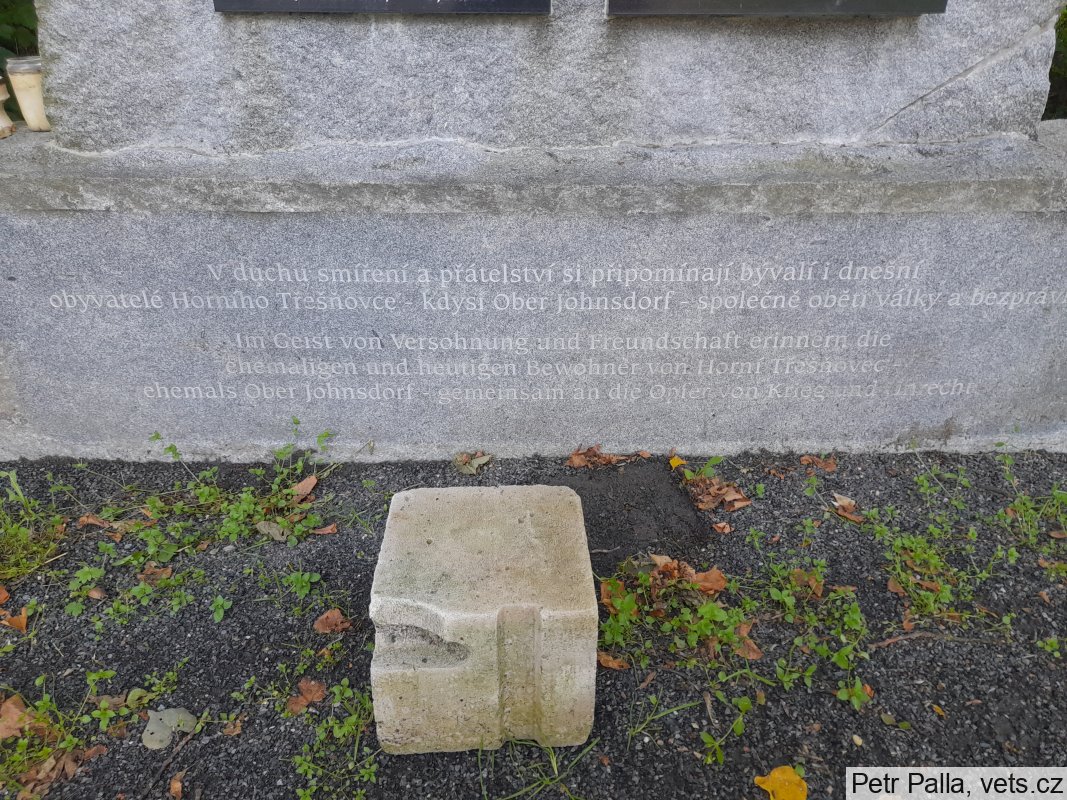 V duchu smíření a přátelství si připomínají bývalí i dnešní
obyvatelé Horního Třešňovce - kdysi Ober Johnsdorf - společně oběti války a bezpráví
Im Geist von Versöhnung und Freundschaft erinnern die
ehemaligen und heutigen Bewohner von Horní Třešňovec -
ehemals Ober Johnsdorf - gemeinsam an die Opfer von Krieg und Unrecht
Petr Palla, vets.cz